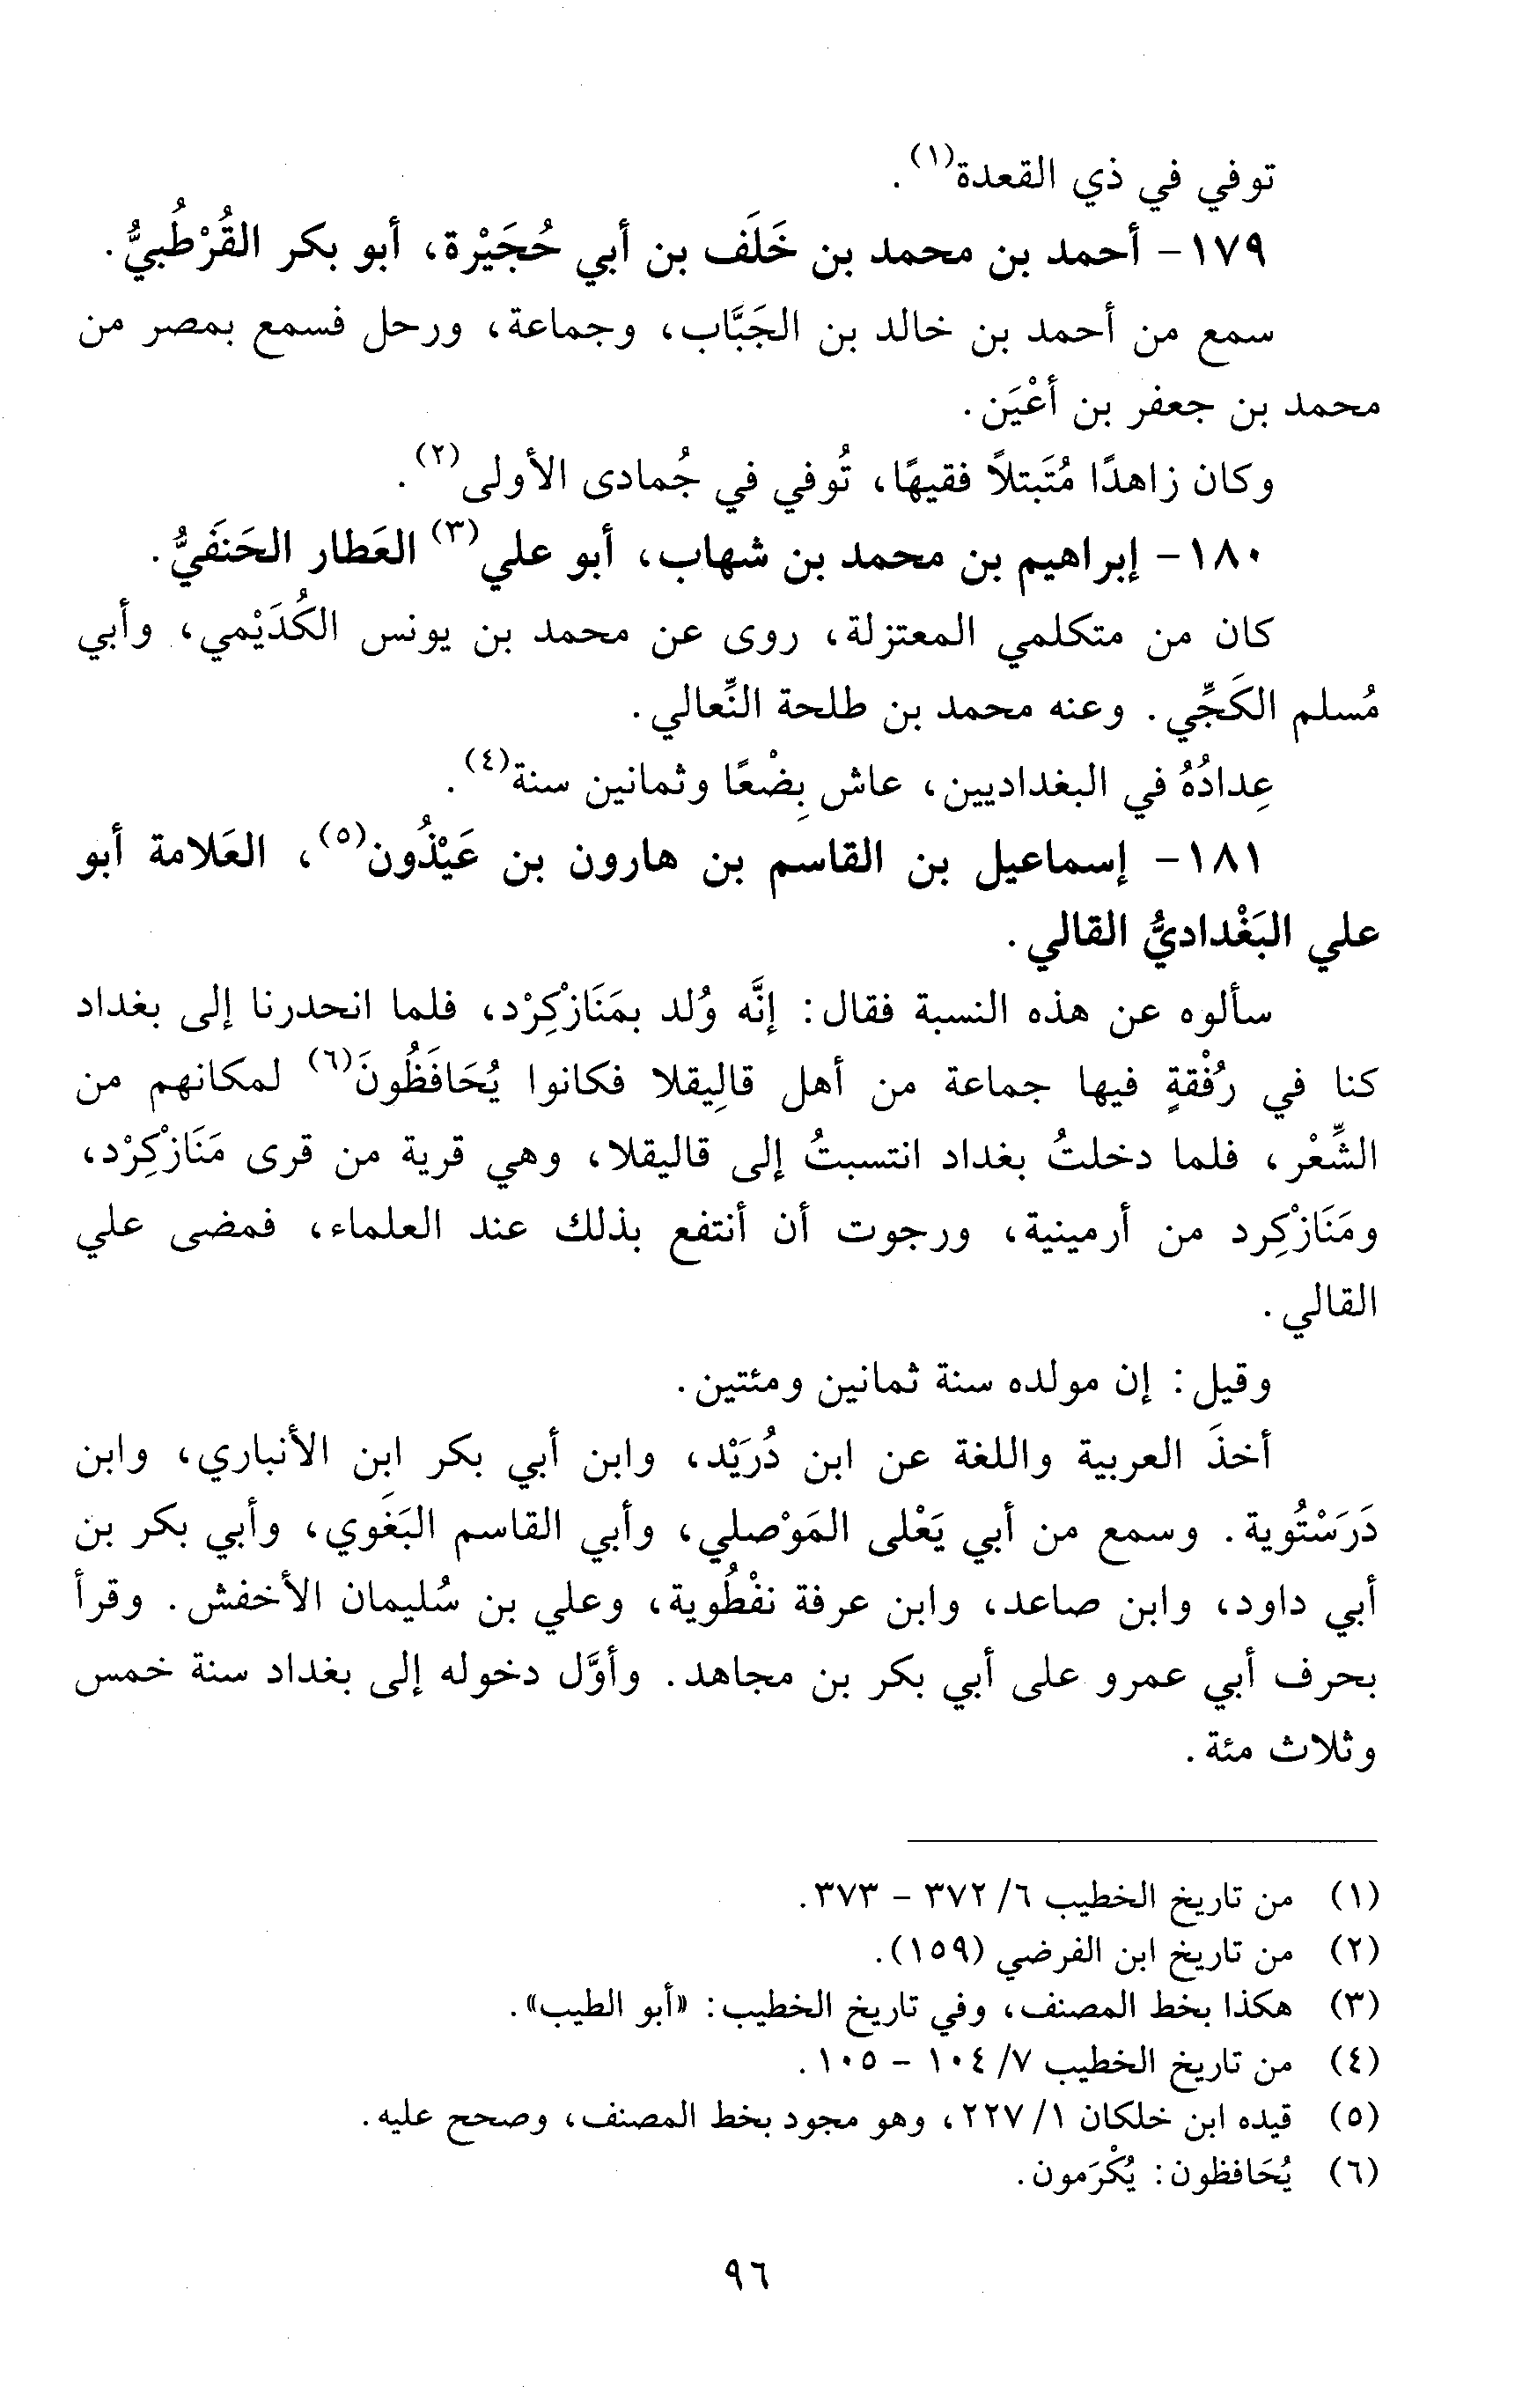 توفي في ذي القعدة(١).
١٧٩- أحمد بن محمد بن خَلَف بن أبي حُجَيْرة، أبو بكر القُرْطُبيُّ.
سمع من أحمد بن خالد بن الجَبَّاب، وجماعة، ورحل فسمع بمصر من
محمد بن جعفر بن أعْيَن.
وكان زاهدًا مُتَبتلاً فقيهًا، تُوفي في جُمادى الأولى(٢).
١٨٠- إبراهيم بن محمد بن شهاب، أبو علي(٣) العَطار الحَنَفيُّ.
كان من متكلمي المعتزلة، روى عن محمد بن يونس الكُدَيْمي، وأبي
مُسلم الكَجِّي. وعنه محمد بن طلحة النِّعالي.
عِدادُهُ في البغداديين، عاش بِضْعًا وثمانين سنة(٤).
١٨١- إسماعيل بن القاسم بن هارون بن عَيْذُون(٥)، العَلامة أبو
علي البَغْداديُّ القالي.
سألوه عن هذه النسبة فقال: إنَّه وُلد بمَنَازْكِرْد، فلما انحدرنا إلى بغداد
كنا في رُفْقةٍ فيها جماعة من أهل قالِيقلا فكانوا يُحَافَظُونَ(٦) لمكانهم من
الثِّغْر، فلما دخلتُ بغداد انتسبتُ إلى قاليقلا، وهي قرية من قرى مَنَازْكِرْد،
ومَنَازْكِرد من أرمينية، ورجوت أن أنتفع بذلك عند العلماء، فمضى علي
القالي.
وقيل: إن مولده سنة ثمانين ومئتين.
أخذَ العربية واللغة عن ابن دُرَيْد، وابن أبي بكر ابن الأنباري، وابن
دَرَسْتُوية. وسمع من أبي يَعْلى المَوْصلي، وأبي القاسم البَغَوي، وأبي بكر بن
أبي داود، وابن صاعد، وابن عرفة نفْطُوية، وعلي بن سُليمان الأخفش. وقرأ
بحرف أبي عمرو على أبي بكر بن مجاهد. وأوَّل دخوله إلى بغداد سنة خمس
وثلاث مئة.
(١) من تاريخ الخطيب ٦/ ٣٧٢ - ٣٧٣.
(٢) من تاريخ ابن الفرضي (١٥٩).
(٣) هكذا بخط المصنف، وفي تاريخ الخطيب: «أبو الطيب».
(٤) من تاريخ الخطيب ٧/ ١٠٤ - ١٠٥.
(٥) قيده ابن خلكان ١/ ٢٢٧، وهو مجود بخط المصنف، وصحح عليه.
(٦) يُحَافظون: يُكْرَمون.
٩٦